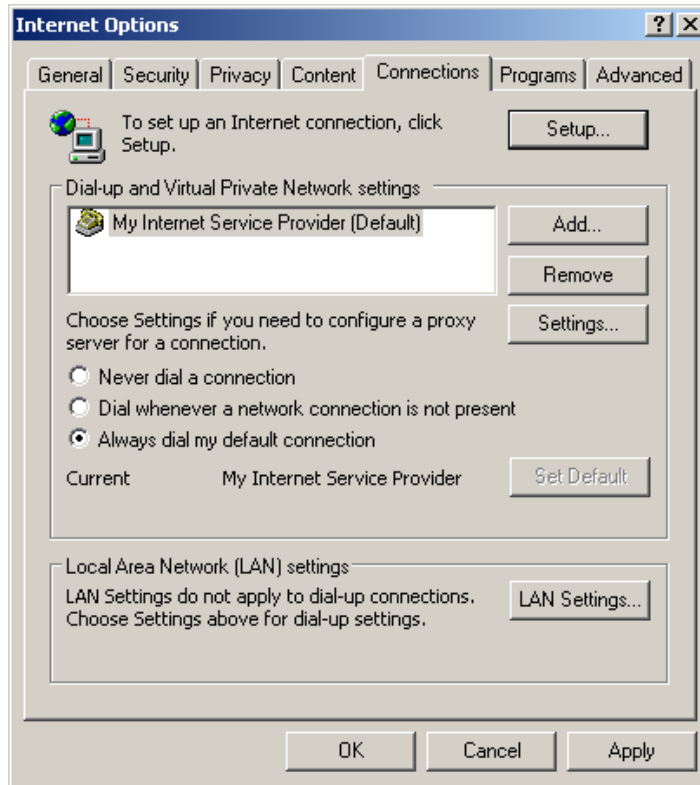 Internet Options
General Security Privacy Content Connections Programs Advanced
To set up an Internet connection, click
Setup.
Setup...
Dial-up and Virtual Private Network settings
My Internet Service Provider (Default)
Add...
Remove
Choose Settings if you need to configure a proxy
server for a connection.
Settings...
Never dial a connection
Dial whenever a network connection is not present
Always dial my default connection
Current My Internet Service Provider Set Default
Local Area Network (LAN) settings
LAN Settings do not apply to dial-up connections.
Choose Settings above for dial-up settings.
LAN Settings...
OK Cancel Apply